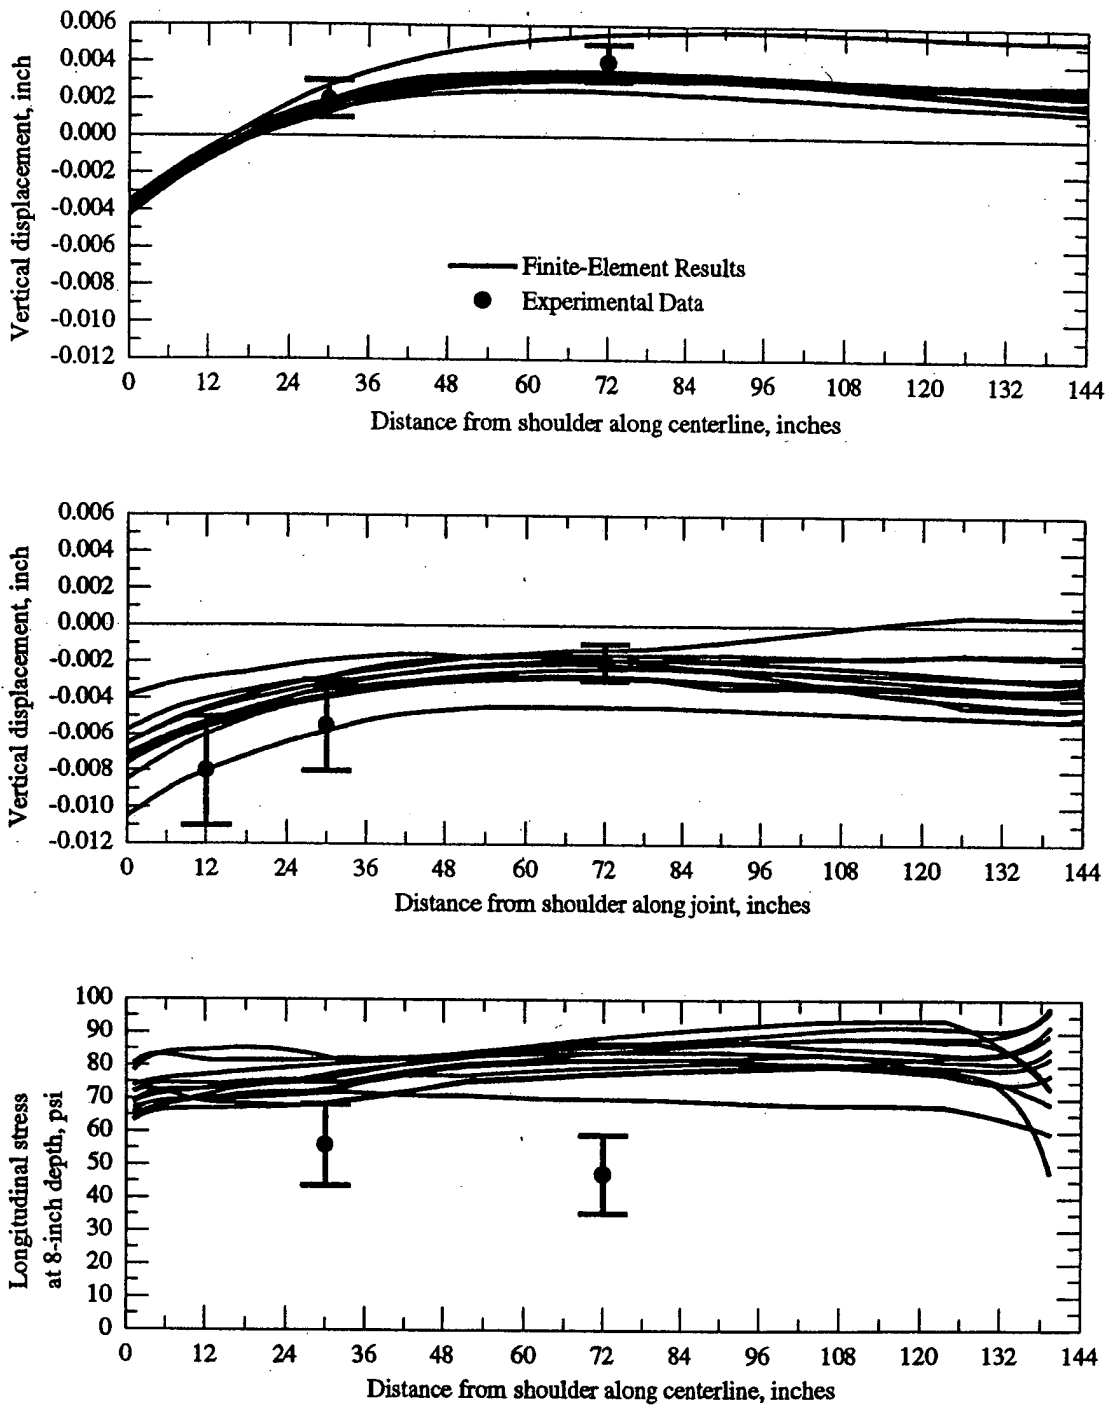 0.006
0.004
0.002
0.000
-0.002
-0.004
-0.006
-0.008
-0.010
-0.012
Vertical displacement, inch
Finite-Element Results
Experimental Data
0 12 24 36 48 60 72 84 96 108 120 132 144
Distance from shoulder along centerline, inches
0.006
0.004
0.002
0.000
-0.002
-0.004
-0.006
-0.008
-0.010
-0.012
Vertical displacement, inch
0 12 24 36 48 60 72 84 96 108 120 132 144
Distance from shoulder along joint, inches
100
90
80
70
60
50
40
30
20
10
0
Longitudinal stress
at 8-inch depth, psi
0 12 24 36 48 60 72 84 96 108 120 132 144
Distance from shoulder along centerline, inches